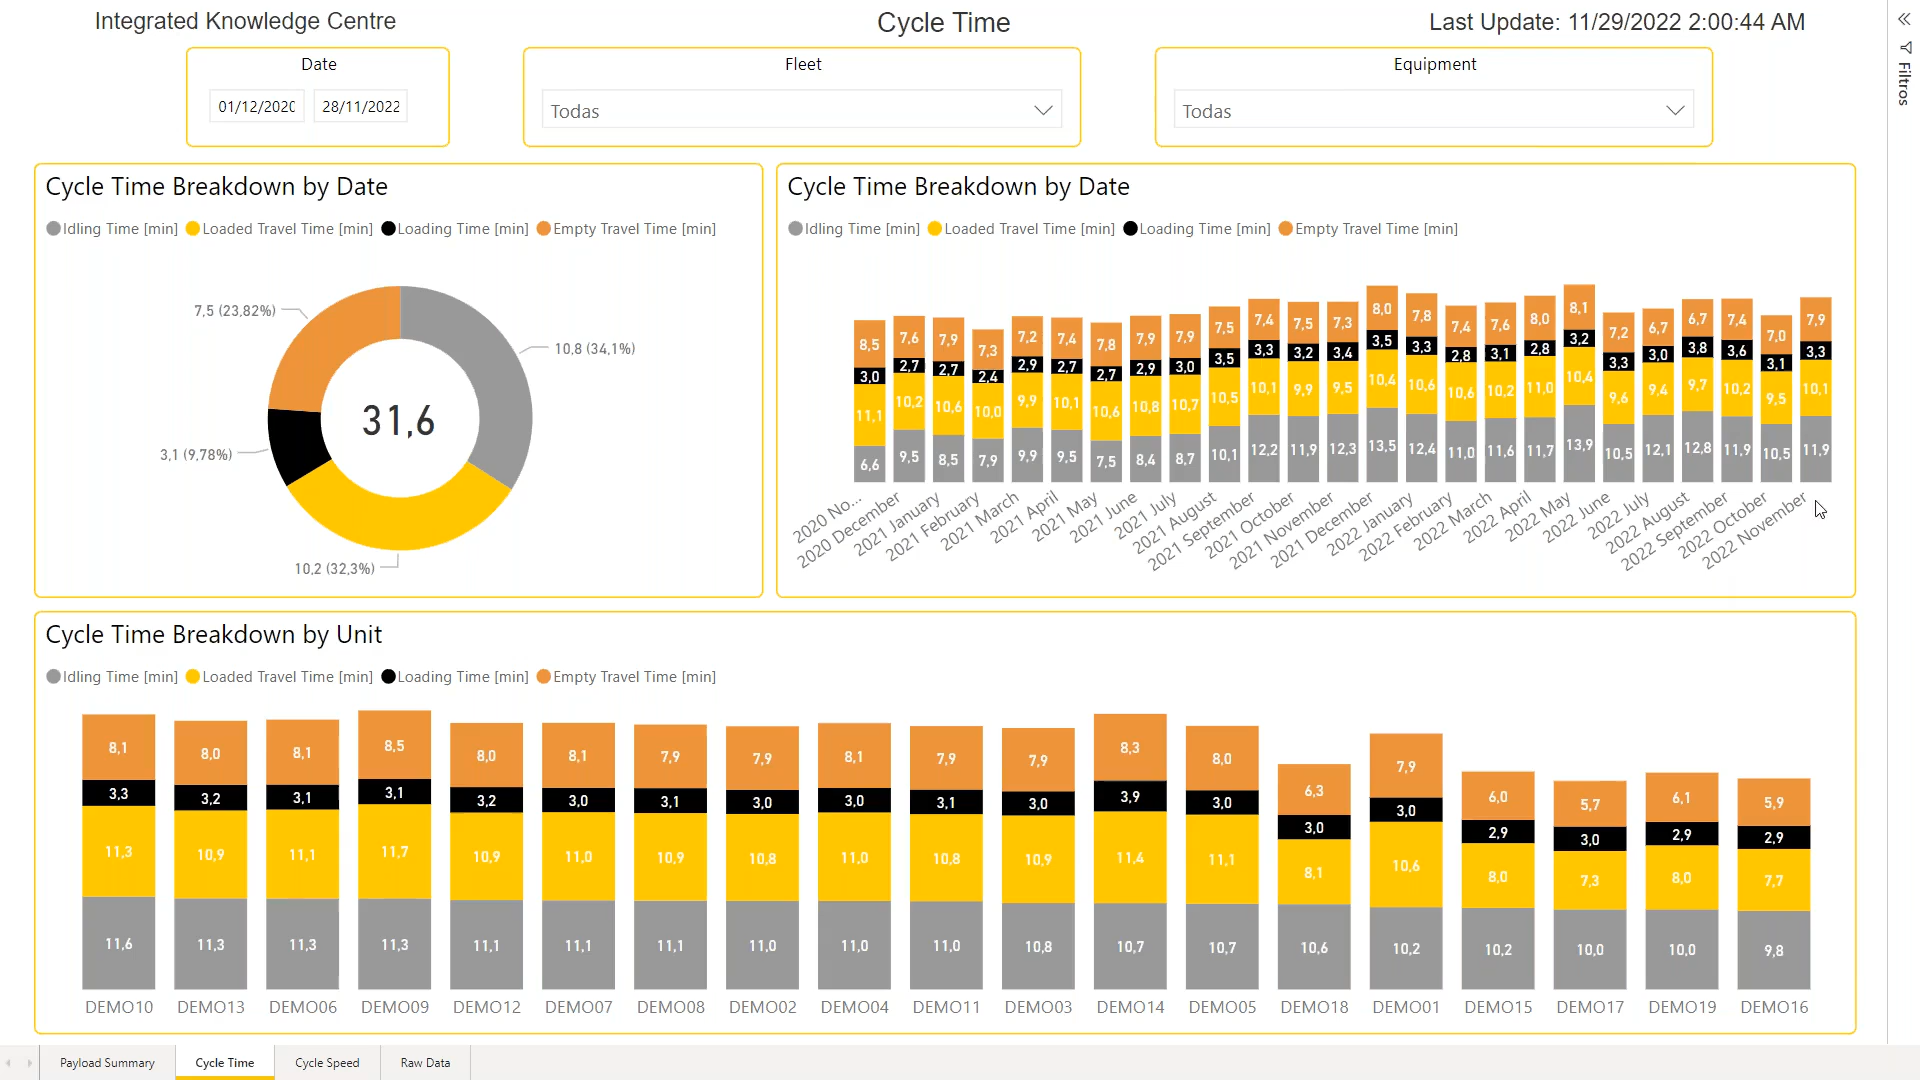 Integrated Knowledge Centre
Cycle Time
Last Update: 11/29/2022 2:00:44 AM
Filtros
Date
01/12/2020 28/11/2022
Fleet
Todas
Equipment
Todas
Cycle Time Breakdown by Date
Idling Time [min] Loaded Travel Time [min] Loading Time [min] Empty Travel Time [min]
7,5 (23,82%)
10,8 (34,1%)
31,6
3,1 (9,78%)
10,2 (32,3%)
Cycle Time Breakdown by Date
Idling Time [min] Loaded Travel Time [min] Loading Time [min] Empty Travel Time [min]
8,5 7,6 7,9 7,3 7,2 7,4 7,8 7,9 7,9 7,5 7,4 7,5 7,3 8,0 7,8 7,4 7,6 8,0 8,1 7,2 6,7 6,7 7,4 7,0 7,9
3,0 2,7 2,7 2,4 2,9 2,7 2,7 2,9 3,0 3,5 3,3 3,2 3,4 3,5 3,3 2,8 3,1 2,8 3,2 3,3 3,0 3,8 3,6 3,1 3,3
11,1 10,2 10,6 10,0 9,9 10,1 10,6 10,8 10,7 10,5 10,1 9,9 9,5 10,4 10,6 10,6 10,2 11,0 10,4 9,6 9,4 9,7 10,2 9,5 10,1
6,6 9,5 8,5 7,9 9,9 9,5 7,5 8,4 8,7 10,1 12,2 11,9 12,3 13,5 12,4 11,0 11,6 11,7 13,9 10,5 12,1 12,8 11,9 10,5 11,9
2020 No...
2020 December
2021 January
2021 February
2021 March
2021 April
2021 May
2021 June
2021 July
2021 August
2021 September
2021 October
2021 November
2021 December
2022 January
2022 February
2022 March
2022 April
2022 May
2022 June
2022 July
2022 August
2022 September
2022 October
2022 November
Cycle Time Breakdown by Unit
Idling Time [min] Loaded Travel Time [min] Loading Time [min] Empty Travel Time [min]
8,1 8,0 8,1 8,5 8,0 8,1 7,9 7,9 8,1 7,9 7,9 8,3 8,0 6,3 7,9 6,0 5,7 6,1 5,9
3,3 3,2 3,1 3,1 3,2 3,0 3,1 3,0 3,0 3,1 3,0 3,9 3,0 3,0 3,0 2,9 3,0 2,9 2,9
11,3 10,9 11,1 11,7 10,9 11,0 10,9 10,8 11,0 10,8 10,9 11,4 11,1 8,1 10,6 8,0 7,3 8,0 7,7
11,6 11,3 11,3 11,3 11,1 11,1 11,1 11,0 11,0 11,0 10,8 10,7 10,7 10,6 10,2 10,2 10,0 10,0 9,8
DEMO10 DEMO13 DEMO06 DEMO09 DEMO12 DEMO07 DEMO08 DEMO02 DEMO04 DEMO11 DEMO03 DEMO14 DEMO05 DEMO18 DEMO01 DEMO15 DEMO17 DEMO19 DEMO16
Payload Summary Cycle Time Cycle Speed Raw Data